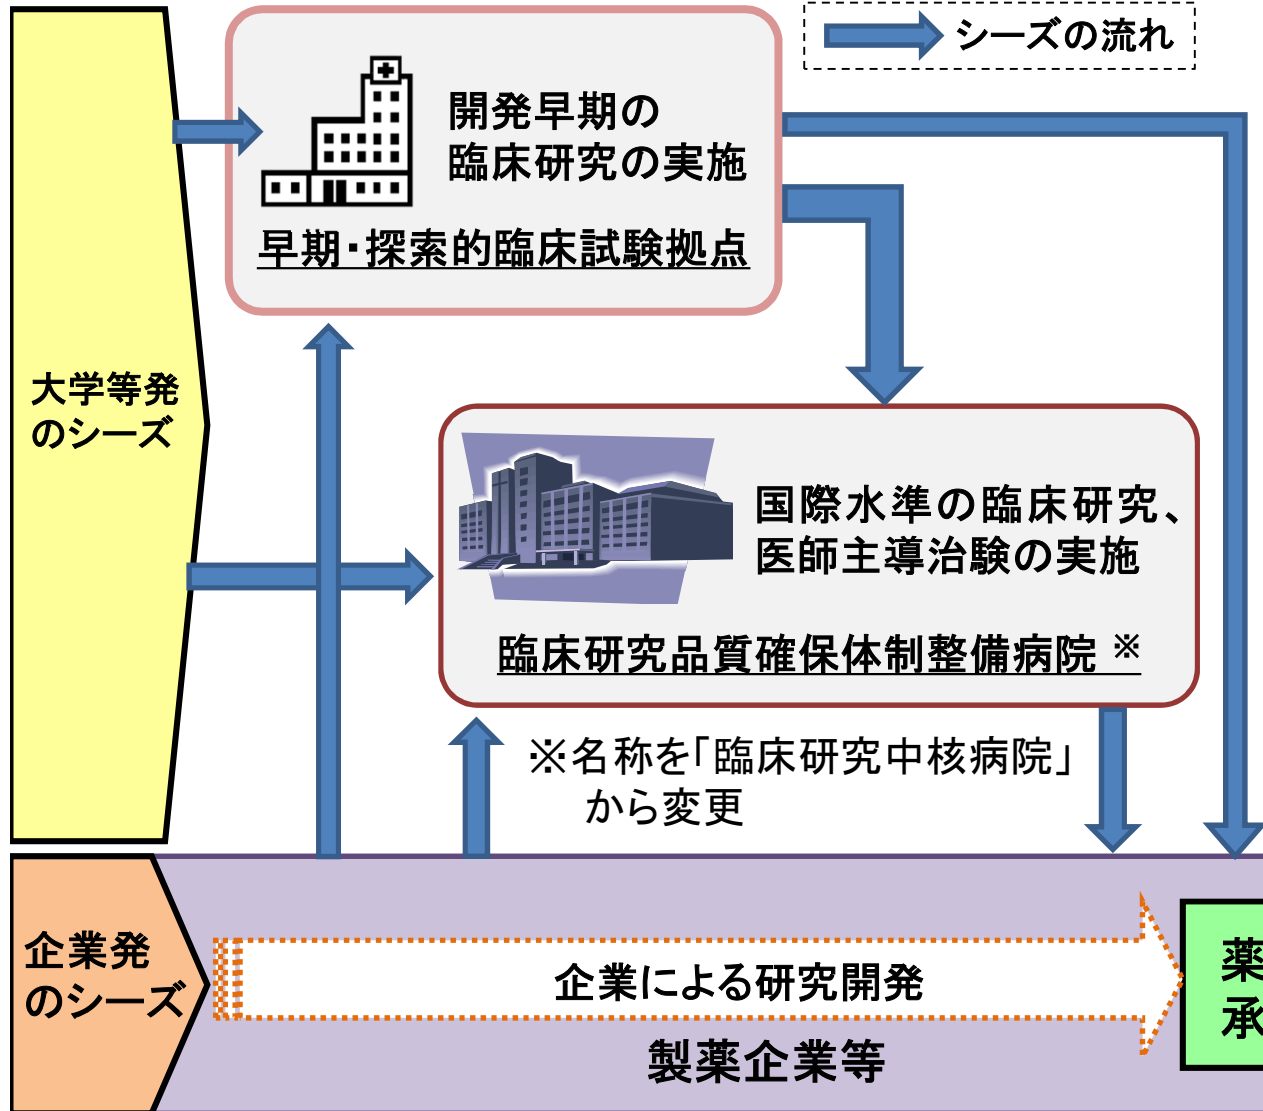 シーズの流れ
開発早期の
臨床研究の実施
早期・探索的臨床試験拠点
大学等発
のシーズ
国際水準の臨床研究、
医師主導治験の実施
臨床研究品質確保体制整備病院 ※
※名称を「臨床研究中核病院」
から変更
企業発
のシーズ
企業による研究開発
製薬企業等
薬
承